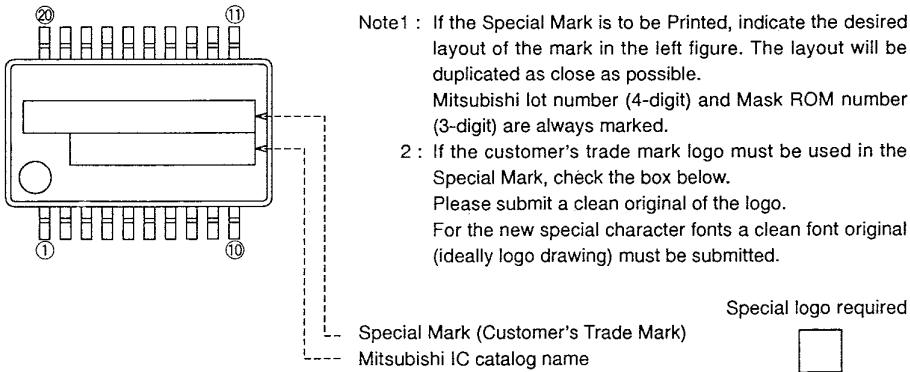 ⑳ ⑪
① ⑩
Note1 : If the Special Mark is to be Printed, indicate the desired
layout of the mark in the left figure. The layout will be
duplicated as close as possible.
Mitsubishi lot number (4-digit) and Mask ROM number
(3-digit) are always marked.
2 : If the customer's trade mark logo must be used in the
Special Mark, check the box below.
Please submit a clean original of the logo.
For the new special character fonts a clean font original
(ideally logo drawing) must be submitted.
Special logo required
Special Mark (Customer's Trade Mark)
Mitsubishi IC catalog name